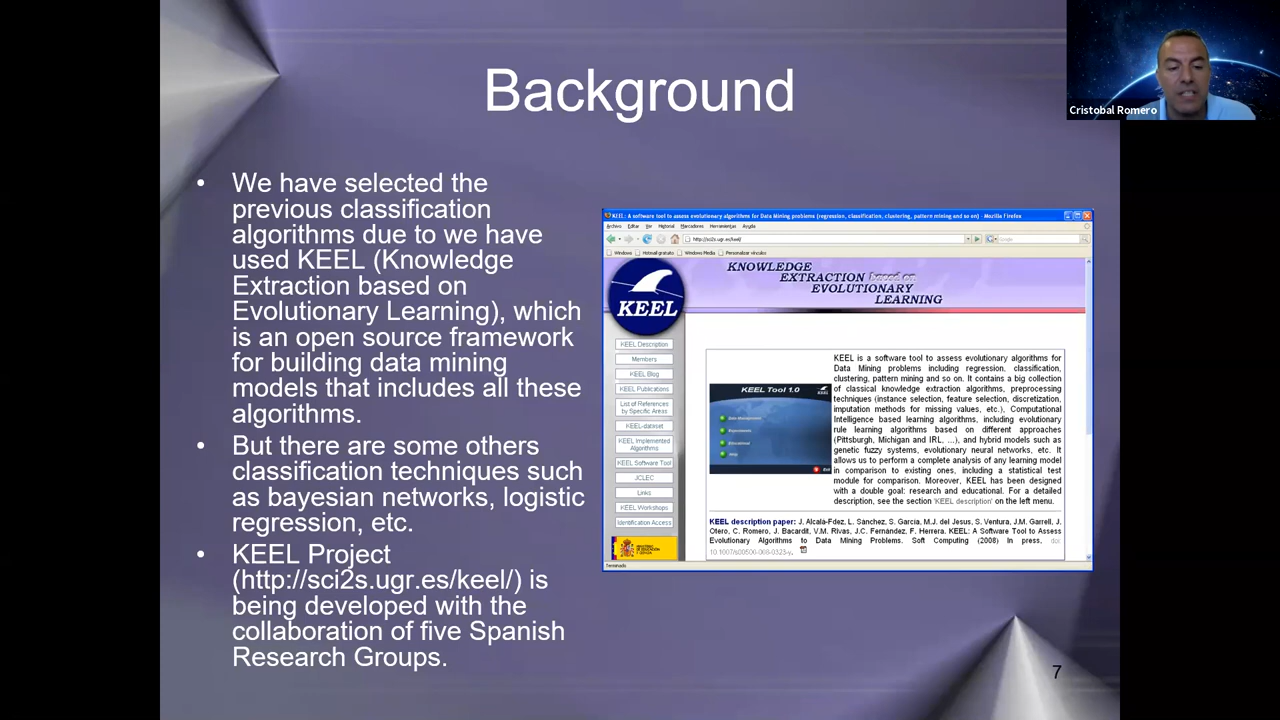 Background
Cristobal Romero
• We have selected the
previous classification
algorithms due to we have
used KEEL (Knowledge
Extraction based on
Evolutionary Learning), which
is an open source framework
for building data mining
models that includes all these
algorithms.
• But there are some others
classification techniques such
as bayesian networks, logistic
regression, etc.
• KEEL Project
(http://sci2s.ugr.es/keel/) is
being developed with the
collaboration of five Spanish
Research Groups.
KEEL: A software tool to assess evolutionary algorithms for Data Mining problems (regression, classification, clustering, pattern mining and so on) - Mozilla Firefox
Archivo Editar Ver Historial Marcadores Herramientas Ayuda
http://sci2s.ugr.es/keel/
Windows Hotmail gratuito Windows Media Personalizar vínculos
KEEL
KNOWLEDGE
EXTRACTION based on
EVOLUTIONARY
LEARNING
KEEL Description
Members
KEEL Blog
KEEL Publications
List of References
by Specific Areas
KEEL-dataset
KEEL Implemented
Algorithms
KEEL Software Tool
JCLEC
Links
KEEL Workshops
Identification Access
KEEL Tool 1.0
Data Management
Experiments
Educational
Help
Exit
KEEL is a software tool to assess evolutionary algorithms for
Data Mining problems including regression, classification,
clustering, pattern mining and so on. It contains a big collection
of classical knowledge extraction algorithms, preprocessing
techniques (instance selection, feature selection, discretization,
imputation methods for missing values, etc.), Computational
Intelligence based learning algorithms, including evolutionary
rule learning algorithms based on different approaches
(Pittsburgh, Michigan and IRL, ...), and hybrid models such as
genetic fuzzy systems, evolutionary neural networks, etc. It
allows us to perform a complete analysis of any learning model
in comparison to existing ones, including a statistical test
module for comparison. Moreover, KEEL has been designed
with a double goal: research and educational. For a detailed
description, see the section 'KEEL description' on the left menu.
KEEL description paper: J. Alcalá-Fdez, L. Sánchez, S. García, M.J. del Jesus, S. Ventura, J.M. Garrell, J.
Otero, C. Romero, J. Bacardit, V.M. Rivas, J.C. Fernández, F. Herrera. KEEL: A Software Tool to Assess
Evolutionary Algorithms to Data Mining Problems. Soft Computing (2008) In press, doi:
10.1007/s00500-008-0323-y,
Terminado
7